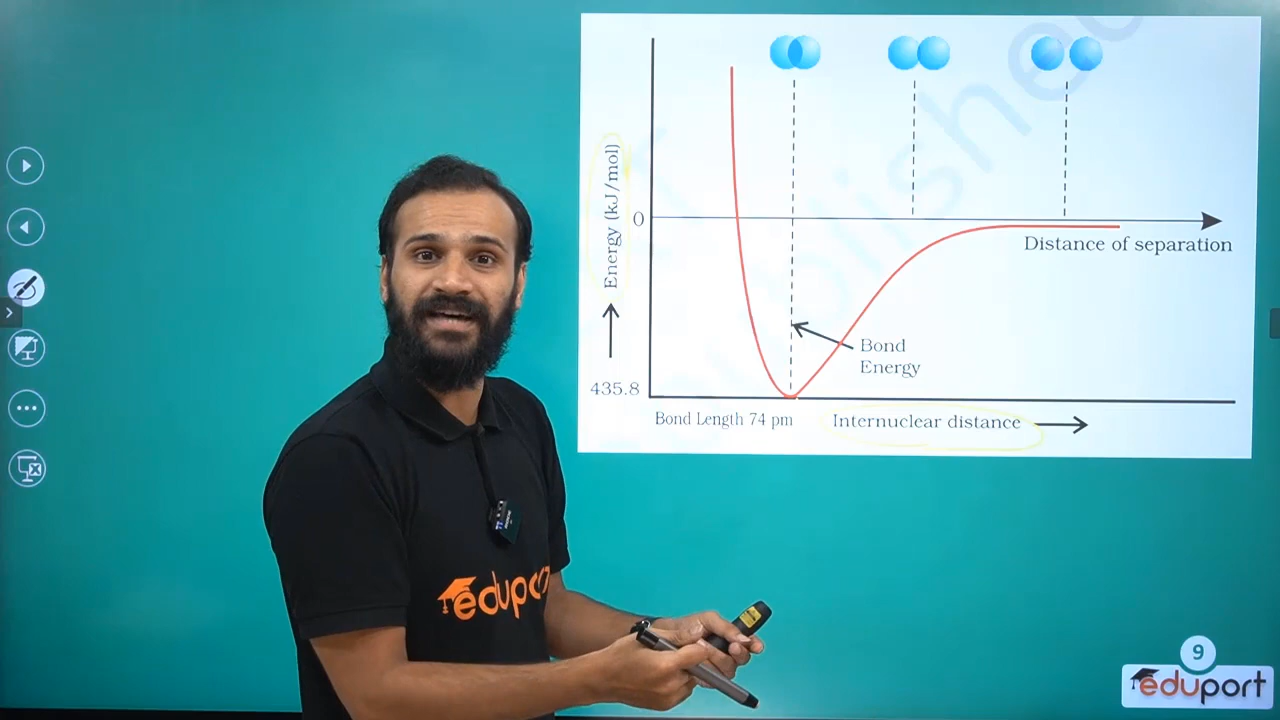 Energy (kJ/mol)
0
Distance of separation
Bond
Energy
435.8
Bond Length 74 pm
Internuclear distance
eduport
9
eduport